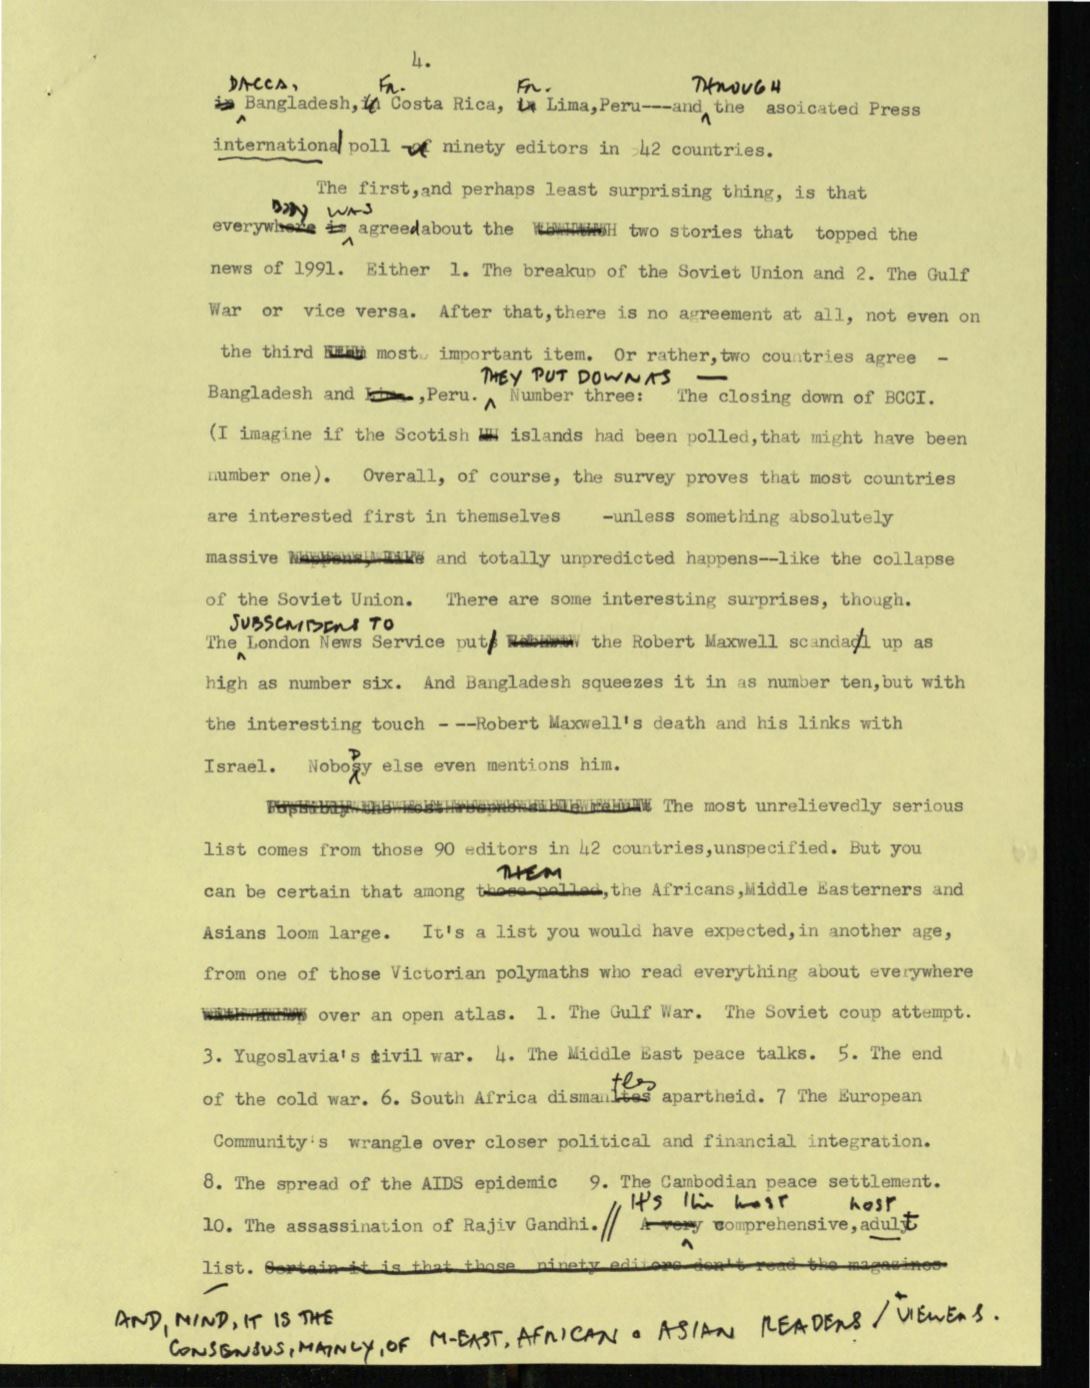 4.
DACCA, Fr. Fr. THROUGH
in Bangladesh, in Costa Rica, in Lima,Peru---and the asoicated Press
international poll of ninety editors in 42 countries.
The first,and perhaps least surprising thing, is that
BODY WAS
everywhere is agreed about the two stories that topped the
news of 1991. Either 1. The breakup of the Soviet Union and 2. The Gulf
War or vice versa. After that,there is no agreement at all, not even on
the third most important item. Or rather,two countries agree -
THEY PUT DOWN AS —
Bangladesh and Lima,Peru. Number three: The closing down of BCCI.
(I imagine if the Scotish islands had been polled,that might have been
number one). Overall, of course, the survey proves that most countries
are interested first in themselves -unless something absolutely
massive happens, like and totally unpredicted happens--like the collapse
of the Soviet Union. There are some interesting surprises, though.
SUBSCRIBERS TO
The London News Service puts the Robert Maxwell scandal up as
high as number six. And Bangladesh squeezes it in as number ten,but with
the interesting touch - --Robert Maxwell's death and his links with
D
Israel. Nobosy else even mentions him.
Possibly the most responsible result The most unrelievedly serious
list comes from those 90 editors in 42 countries,unspecified. But you
THEM
can be certain that among those polled,the Africans,Middle Easterners and
Asians loom large. It's a list you would have expected,in another age,
from one of those Victorian polymaths who read everything about everywhere
over an open atlas. 1. The Gulf War. The Soviet coup attempt.
3. Yugoslavia's civil war. 4. The Middle East peace talks. 5. The end
tles
of the cold war. 6. South Africa dismanltes apartheid. 7 The European
Community's wrangle over closer political and financial integration.
8. The spread of the AIDS epidemic 9. The Cambodian peace settlement.
It's the most most
10. The assassination of Rajiv Gandhi.// A very comprehensive,adult
list. Certain it is that those ninety editors don't read the magazines
AND, MIND, IT IS THE
CONSENSUS, MAINLY, OF M-EAST, AFRICAN + ASIAN READERS / + VIEWERS.